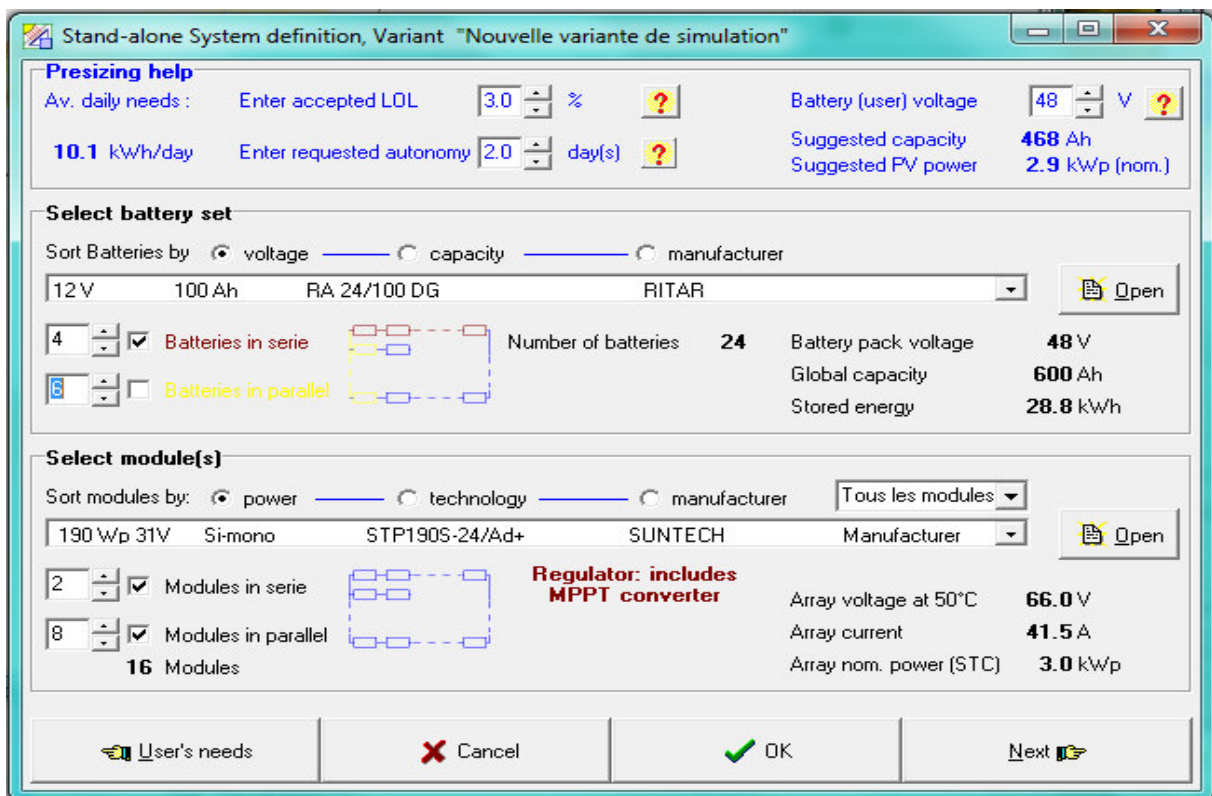 Stand-alone System definition, Variant "Nouvelle variante de simulation"
Presizing help
Av. daily needs : Enter accepted LOL 3.0 % ? Battery (user) voltage 48 V ?
10.1 kWh/day Enter requested autonomy 2.0 day(s) ? Suggested capacity 468 Ah
Suggested PV power 2.9 kWp (nom.)
Select battery set
Sort Batteries by voltage capacity manufacturer
12 V 100 Ah RA 24/100 DG RITAR Open
4 Batteries in serie Number of batteries 24 Battery pack voltage 48 V
Global capacity 600 Ah
6 Batteries in parallel Stored energy 28.8 kWh
Select module(s)
Sort modules by: power technology manufacturer Tous les modules
190 Wp 31V Si-mono STP190S-24/Ad+ SUNTECH Manufacturer Open
2 Modules in serie Regulator: includes
MPPT converter Array voltage at 50°C 66.0 V
8 Modules in parallel Array current 41.5 A
16 Modules Array nom. power (STC) 3.0 kWp
User's needs Cancel OK Next